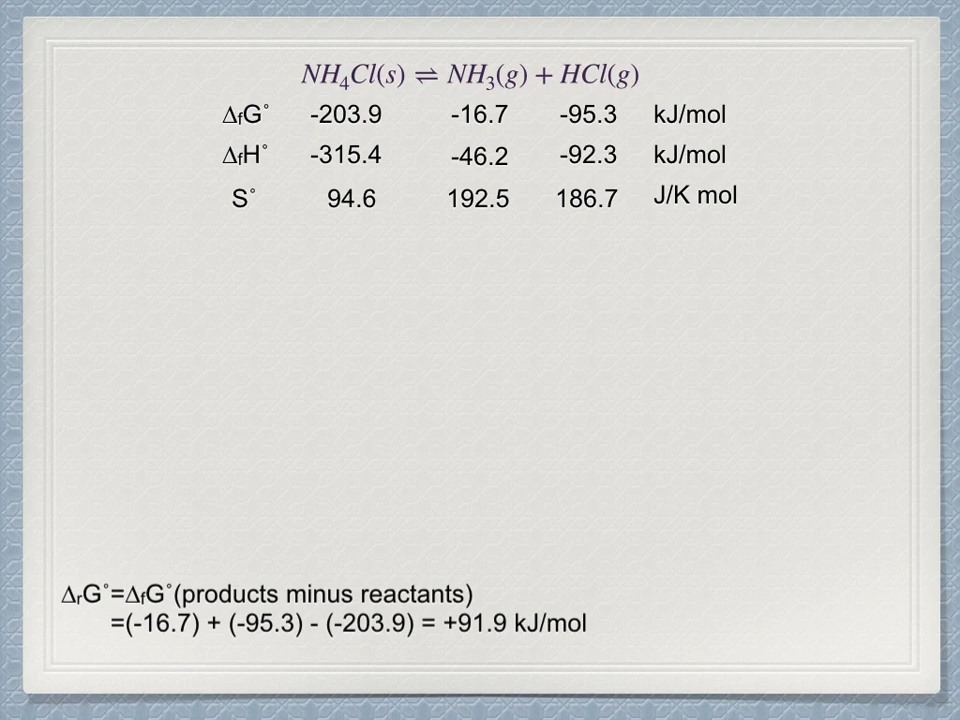 NH₄Cl(s) ⇌ NH₃(g) + HCl(g)
ΔfG˚ -203.9 -16.7 -95.3 kJ/mol
ΔfH˚ -315.4 -46.2 -92.3 kJ/mol
S˚ 94.6 192.5 186.7 J/K mol
ΔrG˚=ΔfG˚(products minus reactants)
=(-16.7) + (-95.3) - (-203.9) = +91.9 kJ/mol